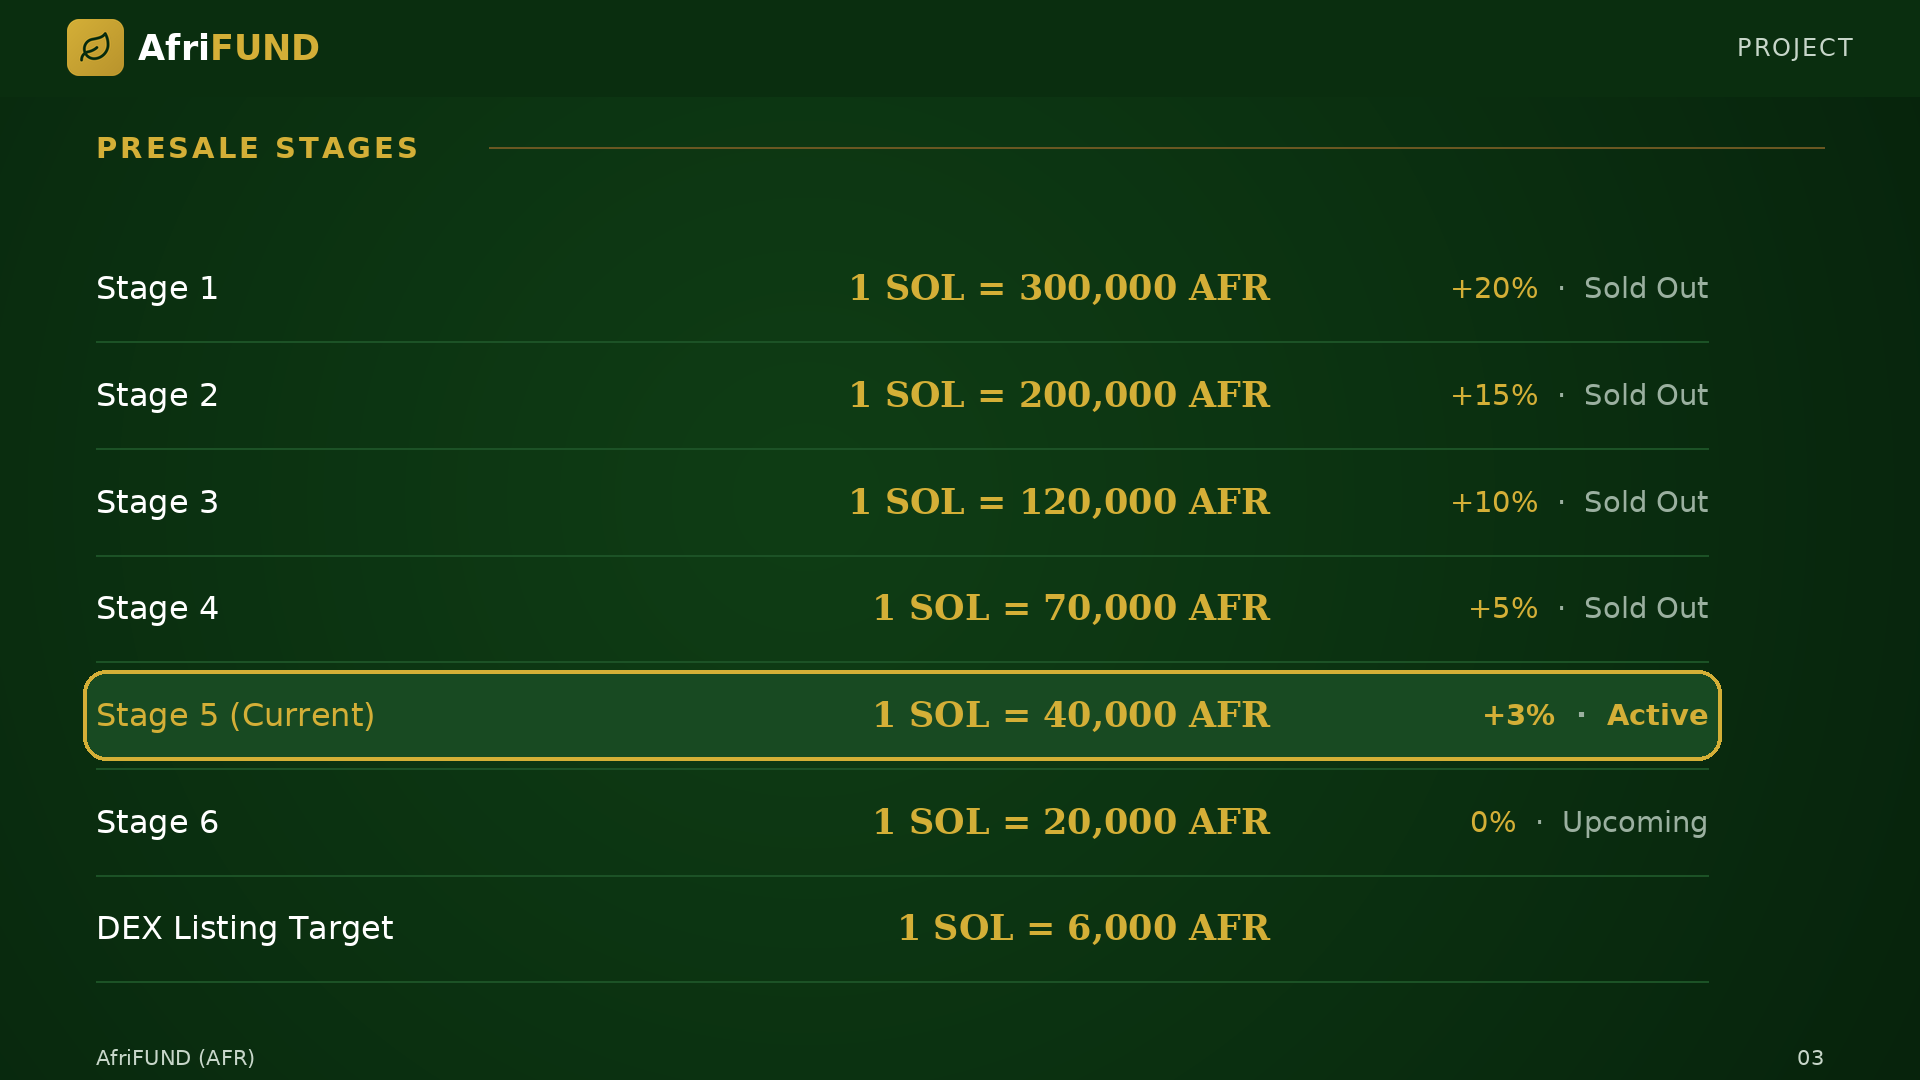 AfriFUND
PROJECT
PRESALE STAGES
Stage 1 1 SOL = 300,000 AFR +20% · Sold Out
Stage 2 1 SOL = 200,000 AFR +15% · Sold Out
Stage 3 1 SOL = 120,000 AFR +10% · Sold Out
Stage 4 1 SOL = 70,000 AFR +5% · Sold Out
Stage 5 (Current) 1 SOL = 40,000 AFR +3% · Active
Stage 6 1 SOL = 20,000 AFR 0% · Upcoming
DEX Listing Target 1 SOL = 6,000 AFR
AfriFUND (AFR)
03